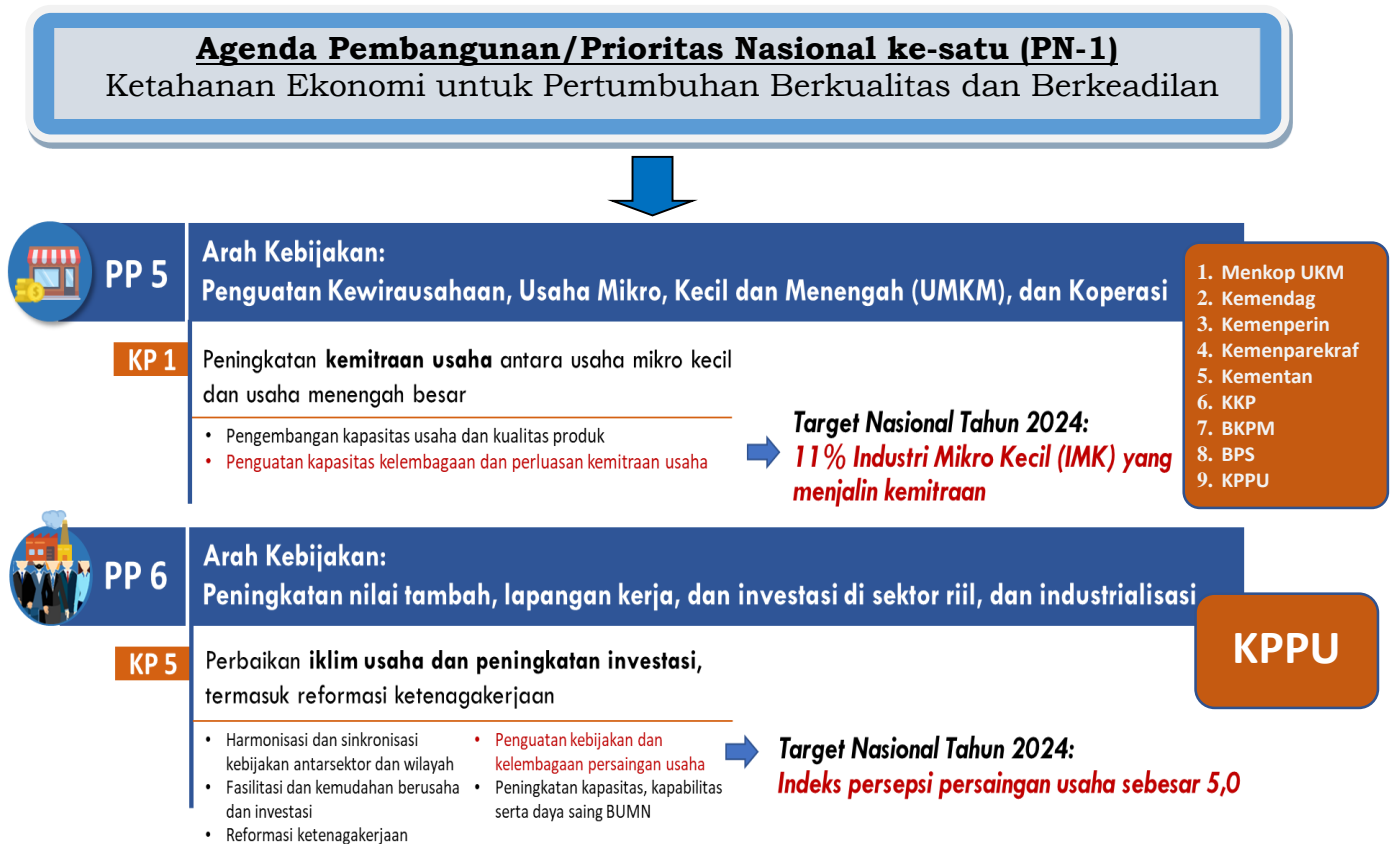 Agenda Pembangunan/Prioritas Nasional ke-satu (PN-1)
Ketahanan Ekonomi untuk Pertumbuhan Berkualitas dan Berkeadilan
PP 5
Arah Kebijakan:
Penguatan Kewirausahaan, Usaha Mikro, Kecil dan Menengah (UMKM), dan Koperasi
1. Menkop UKM
2. Kemendag
3. Kemenperin
4. Kemenparekraf
5. Kementan
6. KKP
7. BKPM
8. BPS
9. KPPU
KP 1
Peningkatan kemitraan usaha antara usaha mikro kecil
dan usaha menengah besar
• Pengembangan kapasitas usaha dan kualitas produk
• Penguatan kapasitas kelembagaan dan perluasan kemitraan usaha
Target Nasional Tahun 2024:
11% Industri Mikro Kecil (IMK) yang
menjalin kemitraan
PP 6
Arah Kebijakan:
Peningkatan nilai tambah, lapangan kerja, dan investasi di sektor riil, dan industrialisasi
KPPU
KP 5
Perbaikan iklim usaha dan peningkatan investasi,
termasuk reformasi ketenagakerjaan
• Harmonisasi dan sinkronisasi
kebijakan antarsektor dan wilayah
• Fasilitasi dan kemudahan berusaha
dan investasi
• Reformasi ketenagakerjaan
• Penguatan kebijakan dan
kelembagaan persaingan usaha
• Peningkatan kapasitas, kapabilitas
serta daya saing BUMN
Target Nasional Tahun 2024:
Indeks persepsi persaingan usaha sebesar 5,0